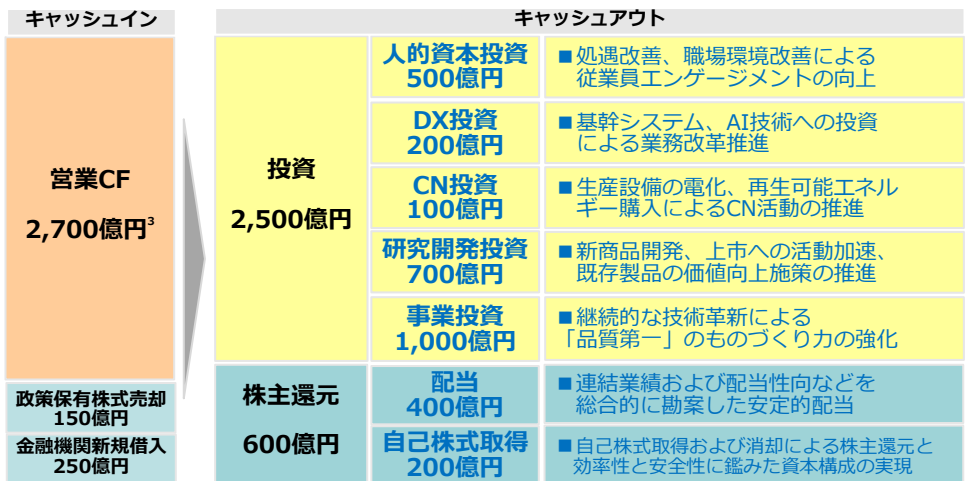 キャッシュイン
キャッシュアウト
営業CF
2,700億円³
政策保有株式売却
150億円
金融機関新規借入
250億円
投資
2,500億円
人的資本投資
500億円
■処遇改善、職場環境改善による
従業員エンゲージメントの向上
DX投資
200億円
■基幹システム、AI技術への投資
による業務改革推進
CN投資
100億円
■生産設備の電化、再生可能エネル
ギー購入によるCN活動の推進
研究開発投資
700億円
■新商品開発、上市への活動加速、
既存製品の価値向上施策の推進
事業投資
1,000億円
■継続的な技術革新による
「品質第一」のものづくり力の強化
株主還元
600億円
配当
400億円
■連結業績および配当性向などを
総合的に勘案した安定的配当
自己株式取得
200億円
■自己株式取得および消却による株主還元と
効率性と安全性に鑑みた資本構成の実現